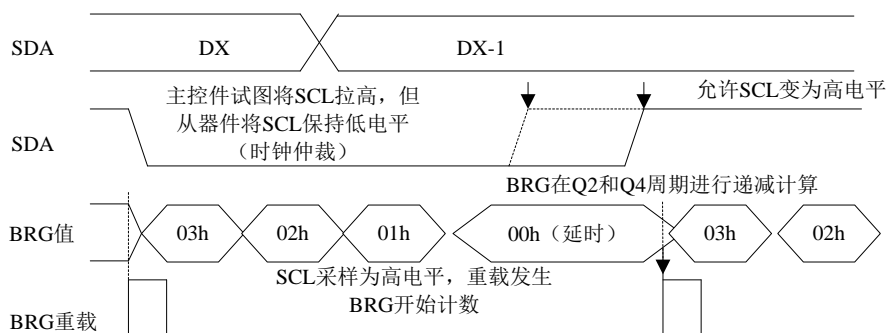 SDA
DX
DX-1
主控件试图将SCL拉高，但
从器件将SCL保持低电平
（时钟仲裁）
允许SCL变为高电平
SDA
BRG在Q2和Q4周期进行递减计算
BRG值
03h
02h
01h
00h（延时）
03h
02h
SCL采样为高电平，重载发生
BRG开始计数
BRG重载